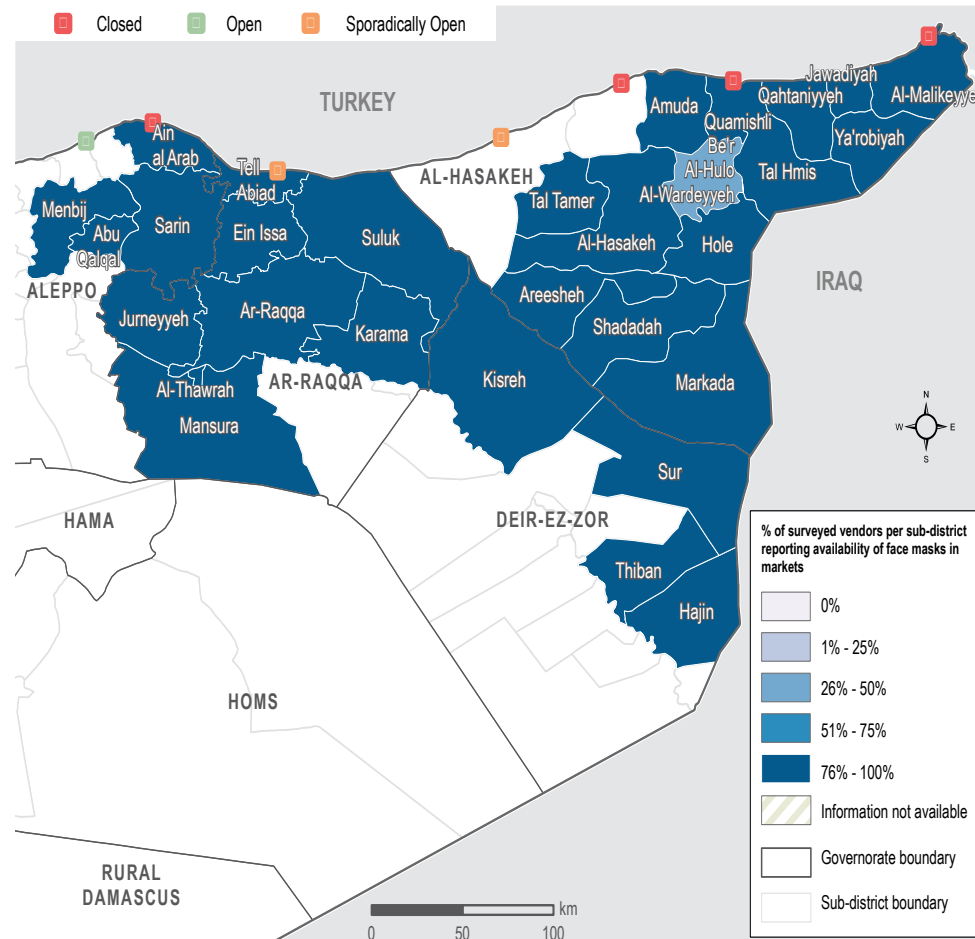 Closed
Open
Sporadically Open
TURKEY
Jawadiyah
Qahtaniyyeh
Al-Malikeyye
Amuda
Quamishli
Ya'robiyah
Ain
al Arab
Be'r
Al-Hulo
Al-Wardeyyeh
Tal Hmis
Tell
Abiad
AL-HASAKEH
Tal Tamer
Menbij
Sarin
Abu
Qalqal
Ein Issa
Suluk
Al-Hasakeh
Hole
IRAQ
ALEPPO
Areesheh
Jurneyyeh
Ar-Raqqa
Karama
Shadadah
Kisreh
Markada
AR-RAQQA
Al-Thawrah
Mansura
N
W
E
S
Sur
HAMA
DEIR-EZ-ZOR
Thiban
Hajin
HOMS
RURAL
DAMASCUS
% of surveyed vendors per sub-district
reporting availability of face masks in
markets
0%
1% - 25%
26% - 50%
51% - 75%
76% - 100%
Information not available
Governorate boundary
Sub-district boundary
km
0
50
100